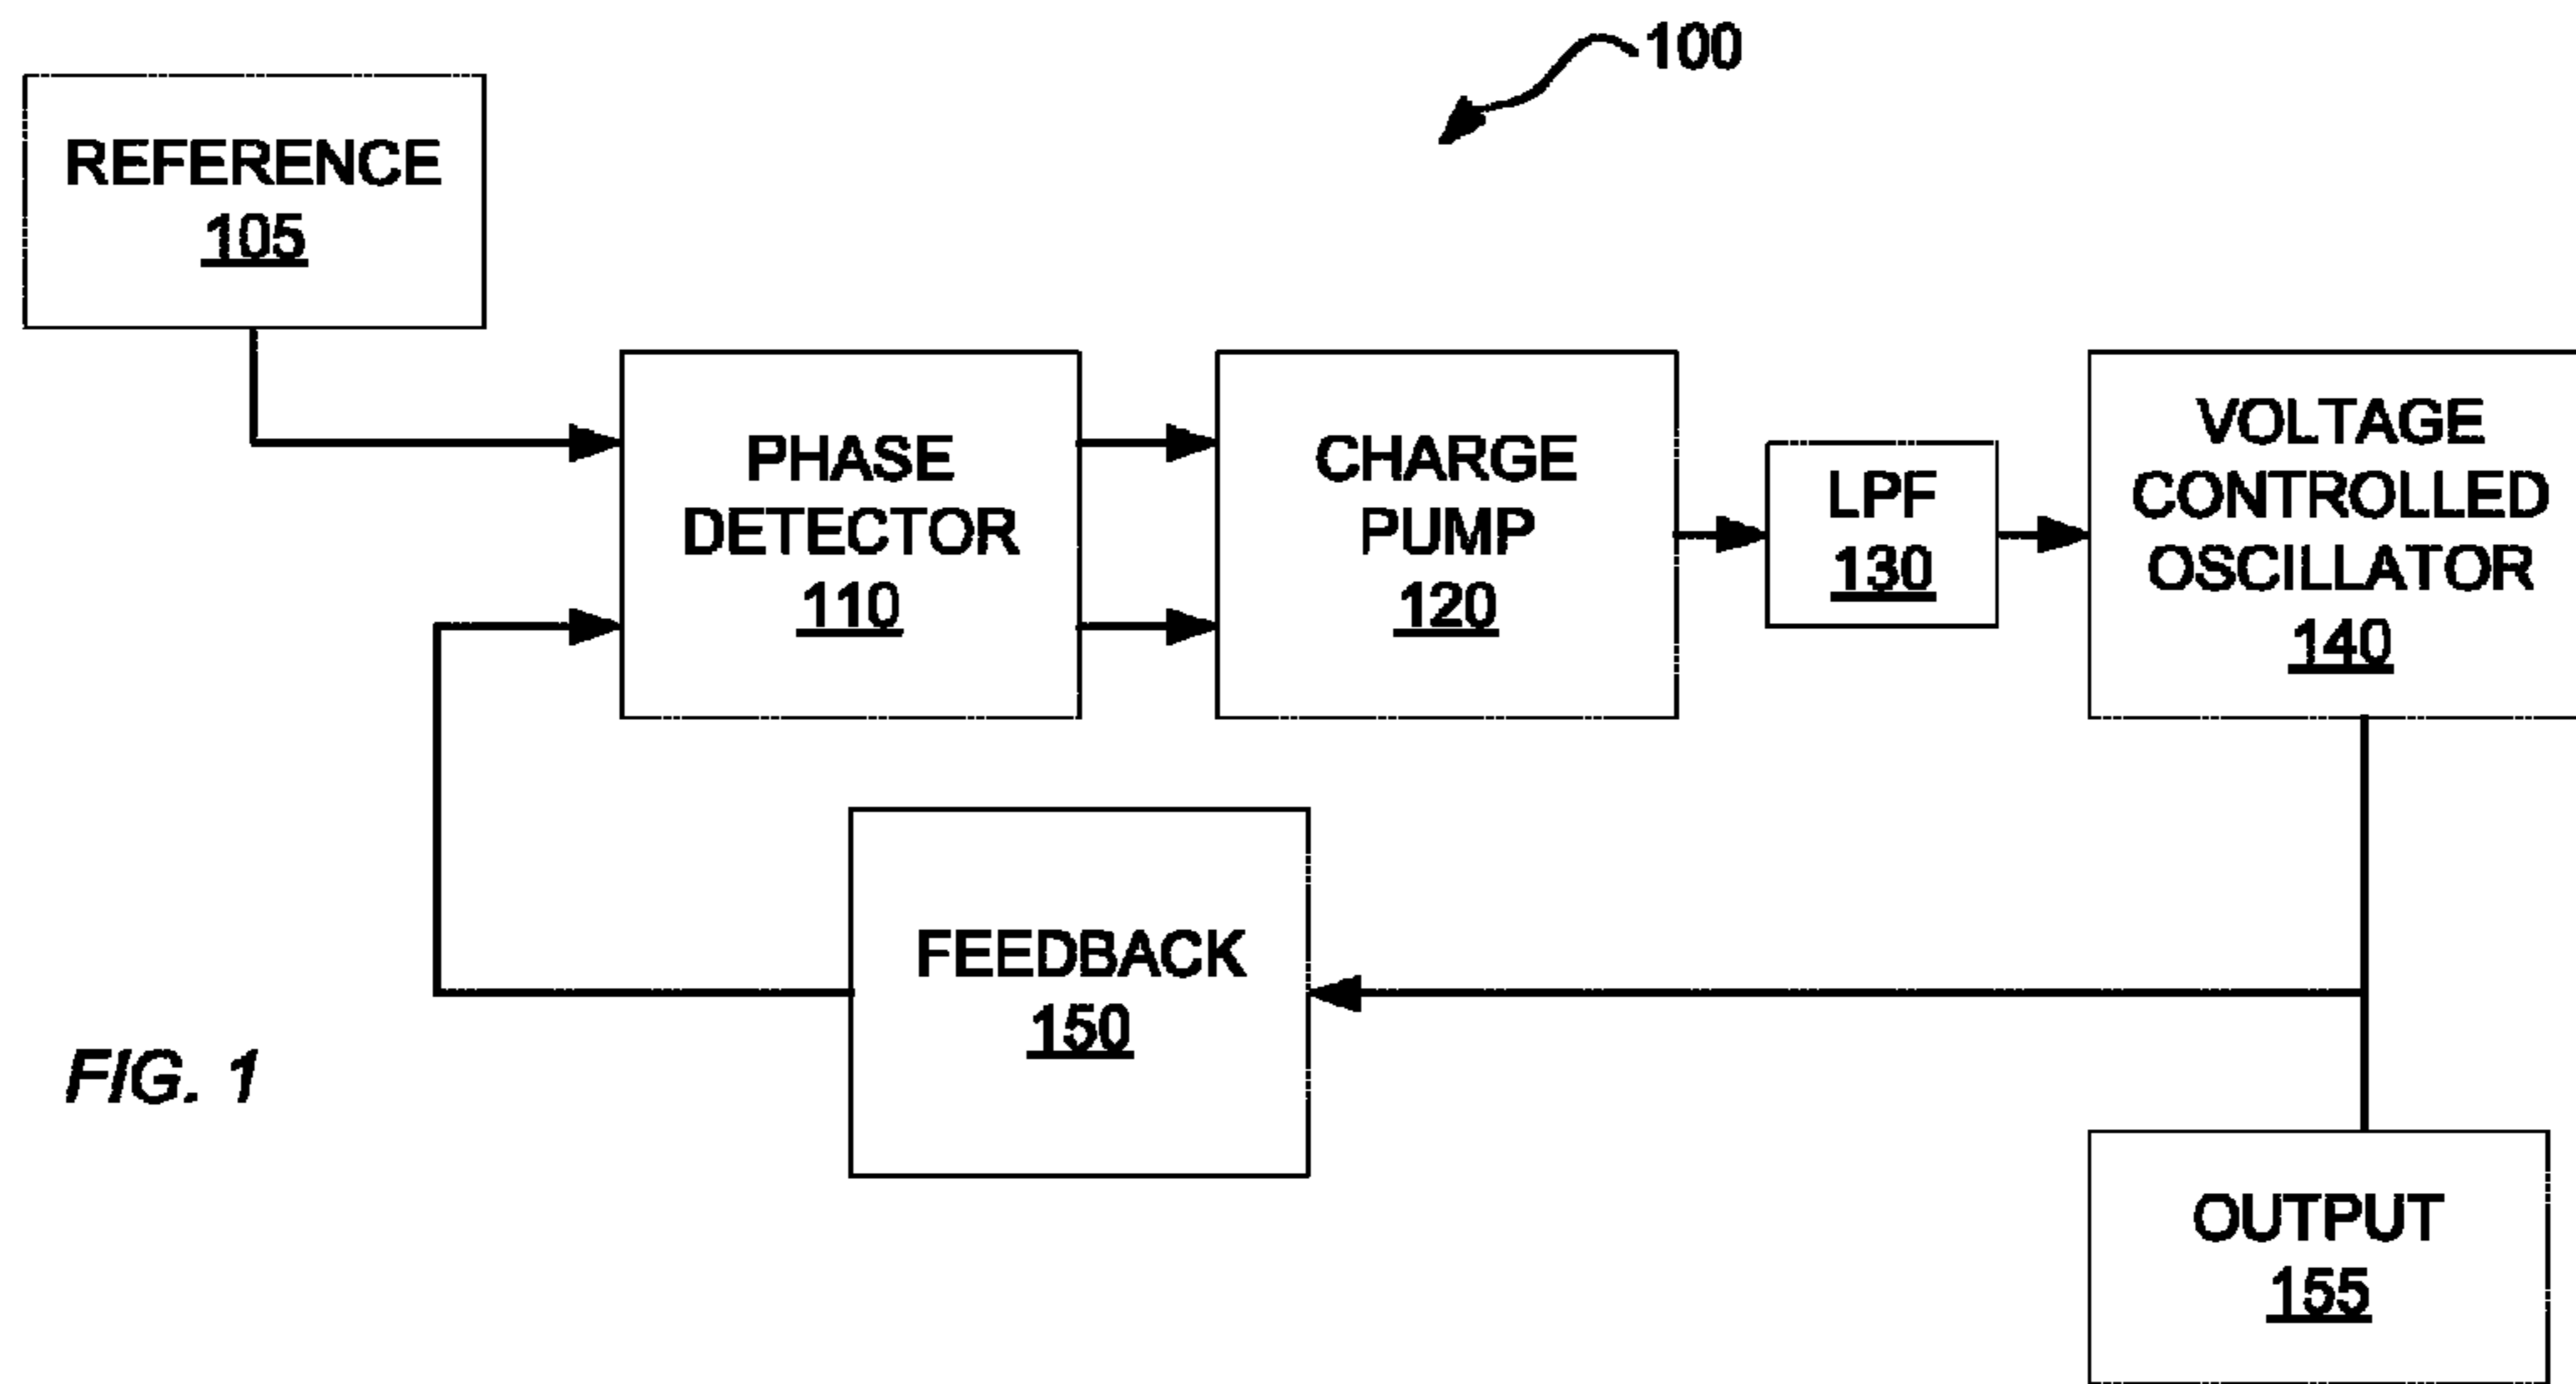 100
REFERENCE
105
PHASE
DETECTOR
110
CHARGE
PUMP
120
LPF
130
VOLTAGE
CONTROLLED
OSCILLATOR
140
FEEDBACK
150
FIG. 1
OUTPUT
155